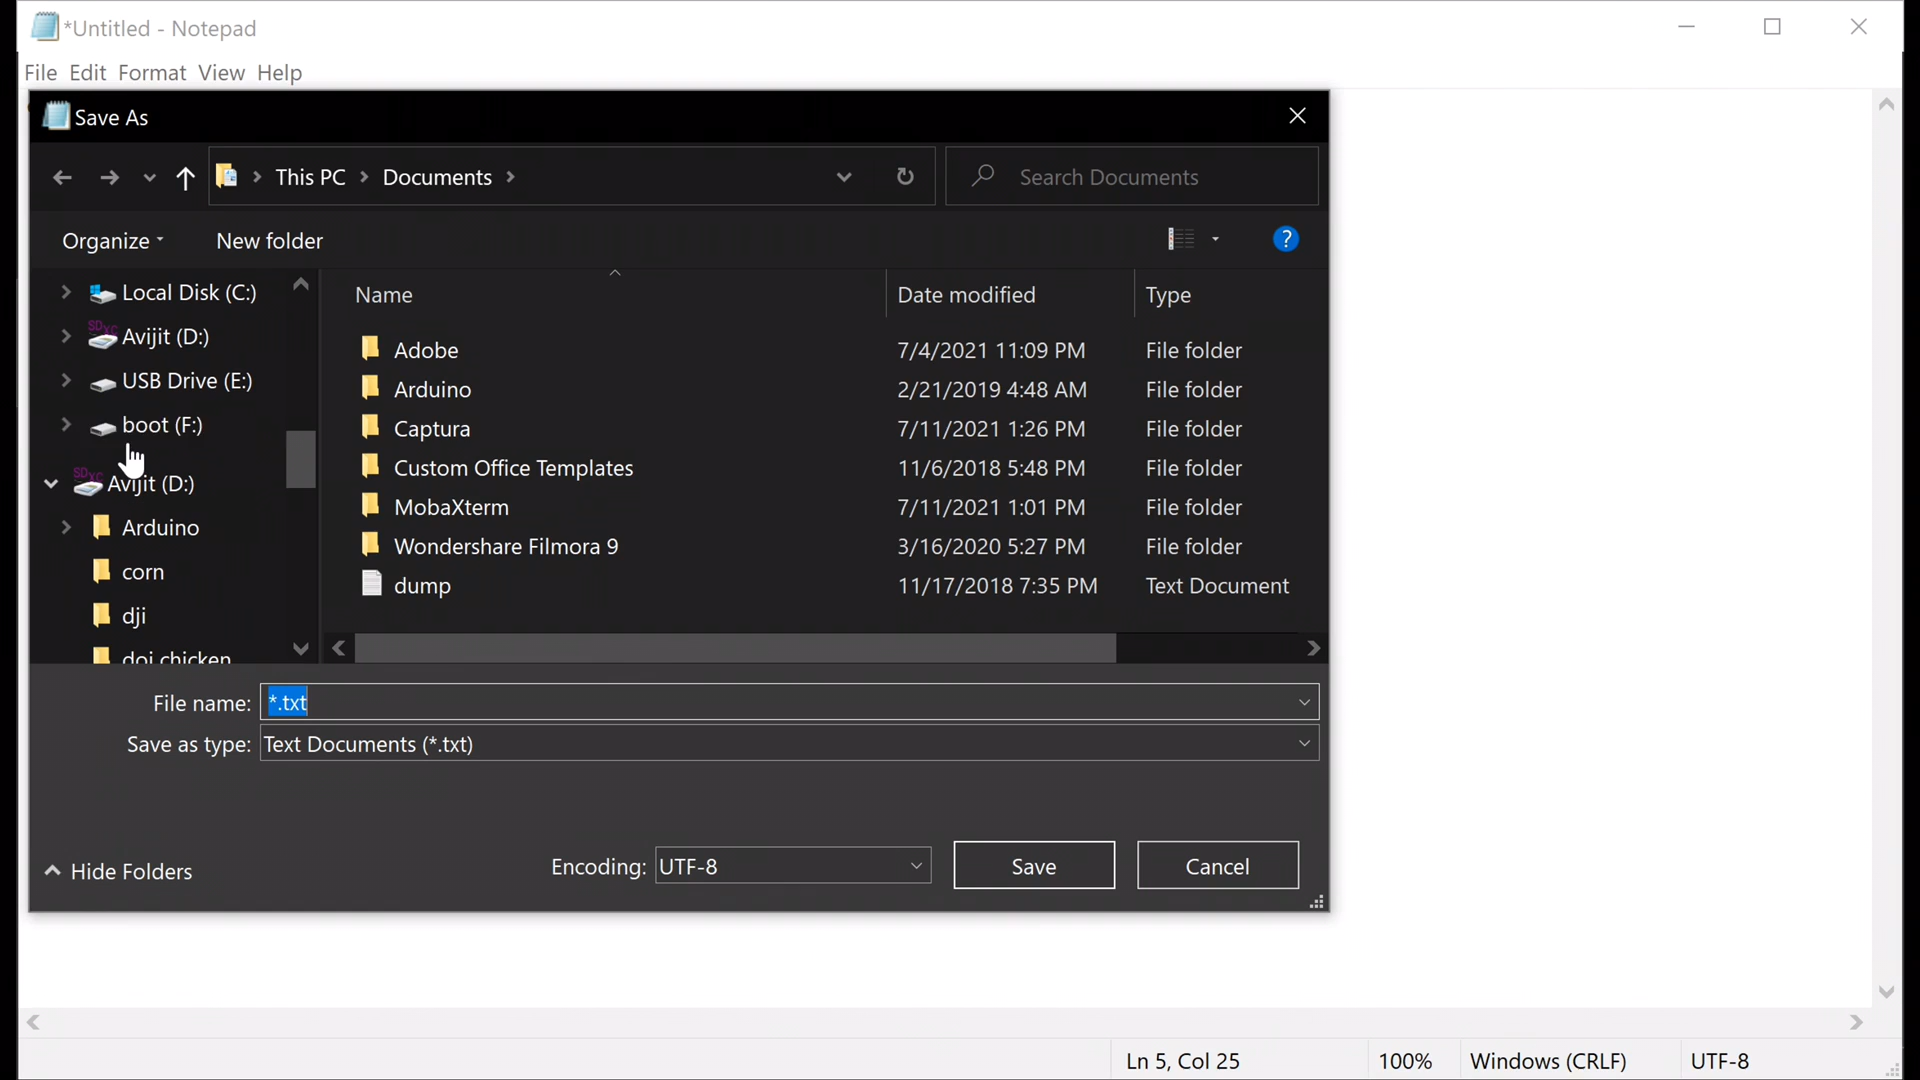 *Untitled - Notepad
File Edit Format View Help
Save As
This PC Documents
Search Documents
Organize New folder
?
Local Disk (C:)
SDXC
Avijit (D:)
USB Drive (E:)
boot (F:)
SDXC
Avijit (D:)
Arduino
corn
dji
doi chicken
Name Date modified Type
Adobe 7/4/2021 11:09 PM File folder
Arduino 2/21/2019 4:48 AM File folder
Captura 7/11/2021 1:26 PM File folder
Custom Office Templates 11/6/2018 5:48 PM File folder
MobaXterm 7/11/2021 1:01 PM File folder
Wondershare Filmora 9 3/16/2020 5:27 PM File folder
dump 11/17/2018 7:35 PM Text Document
File name: *.txt
Save as type: Text Documents (*.txt)
Hide Folders
Encoding: UTF-8
Save
Cancel
Ln 5, Col 25 100% Windows (CRLF) UTF-8